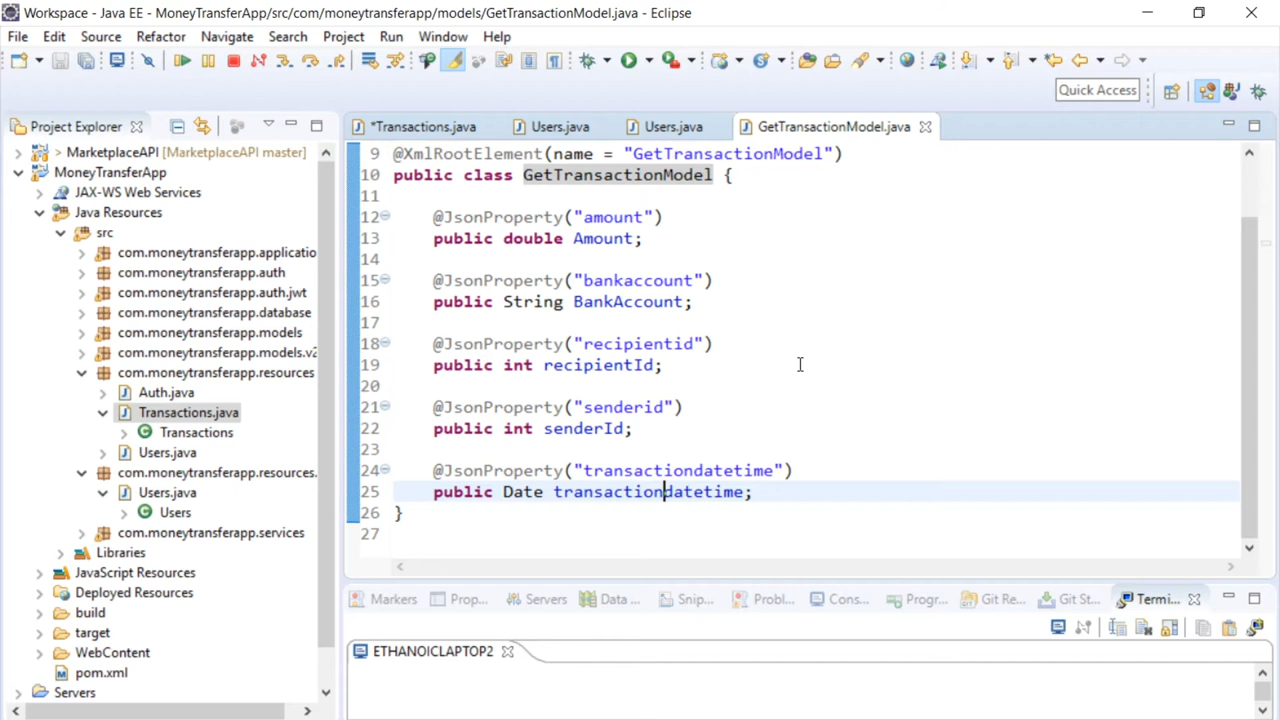 Workspace - Java EE - MoneyTransferApp/src/com/moneytransferapp/models/GetTransactionModel.java - Eclipse
File Edit Source Refactor Navigate Search Project Run Window Help
Quick Access
Project Explorer
*Transactions.java Users.java Users.java GetTransactionModel.java
> MarketplaceAPI [MarketplaceAPI master]
MoneyTransferApp
JAX-WS Web Services
Java Resources
src
com.moneytransferapp.applicatio
com.moneytransferapp.auth
com.moneytransferapp.auth.jwt
com.moneytransferapp.database
com.moneytransferapp.models
com.moneytransferapp.models.v2
com.moneytransferapp.resources
Auth.java
Transactions.java
Transactions
Users.java
com.moneytransferapp.resources.
Users.java
Users
com.moneytransferapp.services
Libraries
JavaScript Resources
Deployed Resources
build
target
WebContent
pom.xml
Servers
9 @XmlRootElement(name = "GetTransactionModel")
10 public class GetTransactionModel {
11
12 @JsonProperty("amount")
13 public double Amount;
14
15 @JsonProperty("bankaccount")
16 public String BankAccount;
17
18 @JsonProperty("recipientid")
19 public int recipientId;
20
21 @JsonProperty("senderid")
22 public int senderId;
23
24 @JsonProperty("transactiondatetime")
25 public Date transactiondatetime;
26 }
27
Markers Prop... Servers Data ... Snip... Probl... Cons... Progr... Git Re... Git St... Termi...
ETHANOICLAPTOP2